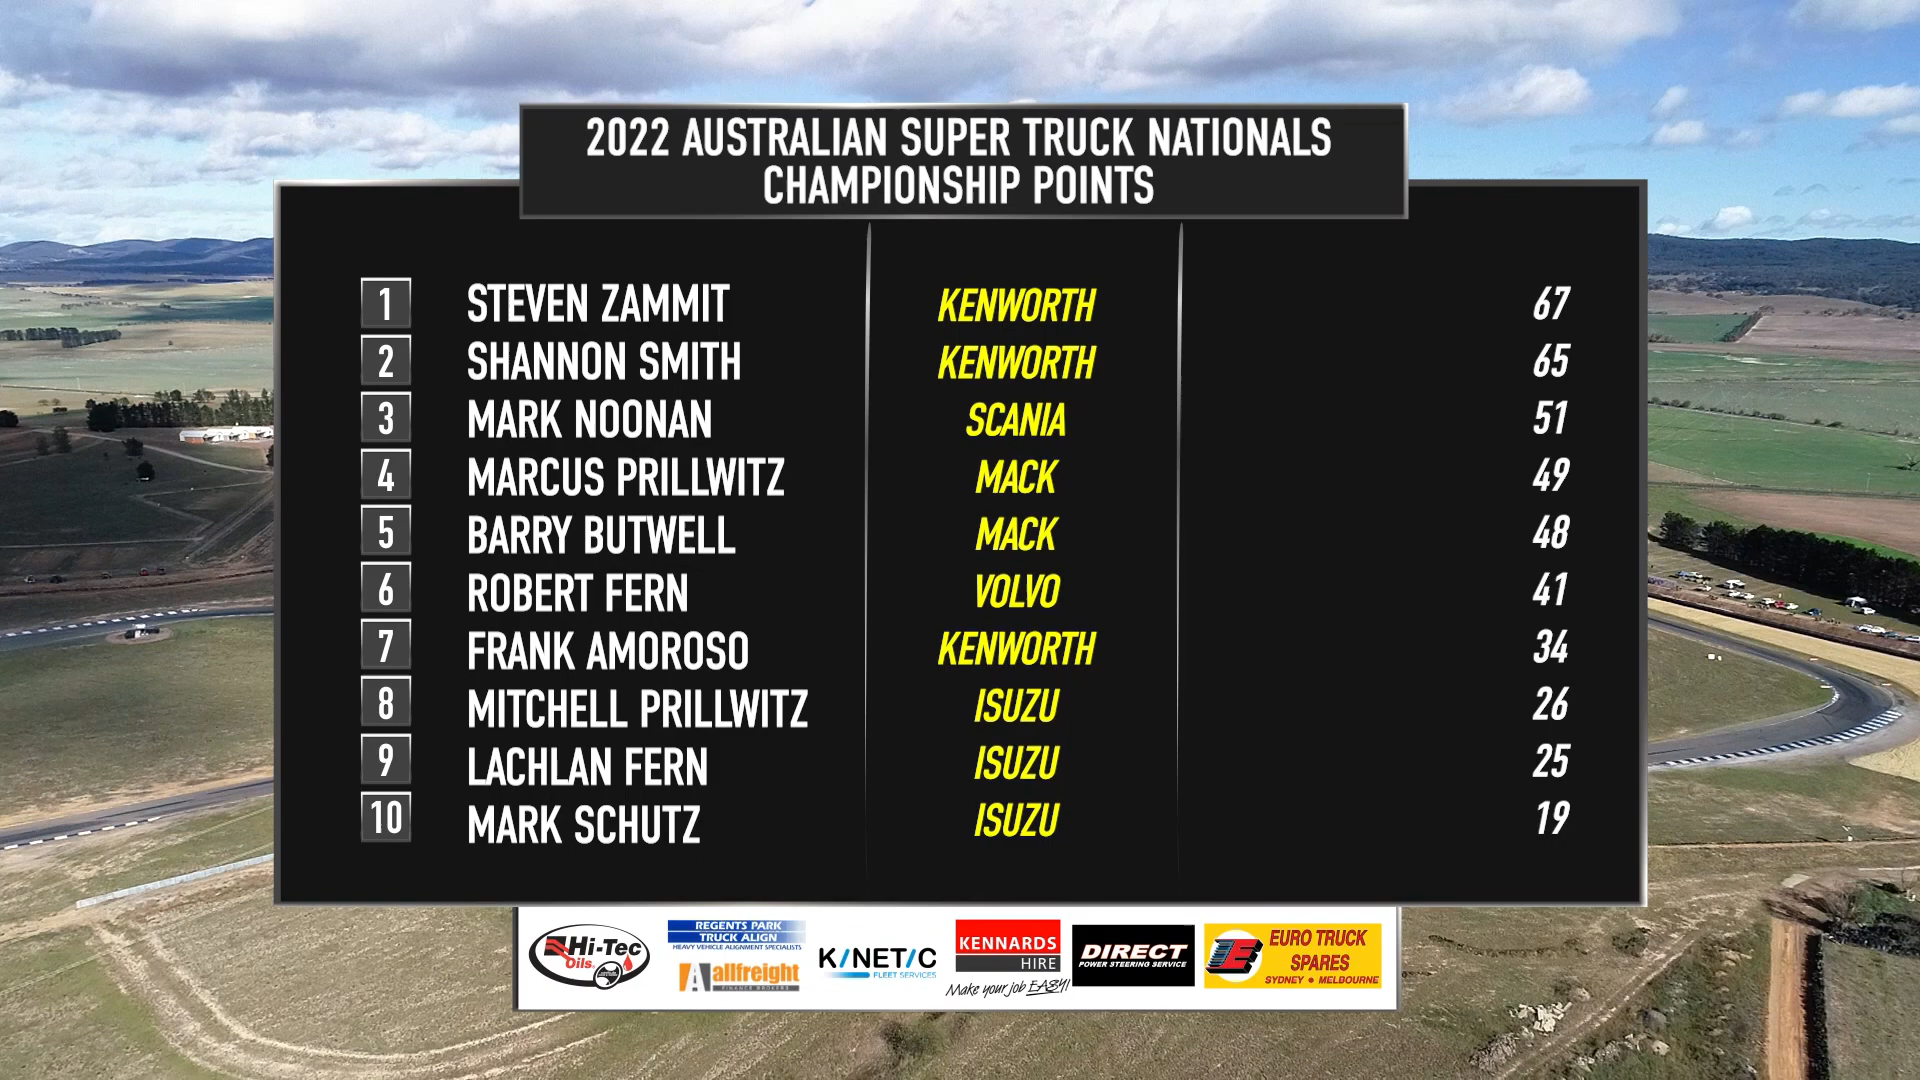 2022 AUSTRALIAN SUPER TRUCK NATIONALS
CHAMPIONSHIP POINTS
1 STEVEN ZAMMIT KENWORTH 67
2 SHANNON SMITH KENWORTH 65
3 MARK NOONAN SCANIA 51
4 MARCUS PRILLWITZ MACK 49
5 BARRY BUTWELL MACK 48
6 ROBERT FERN VOLVO 41
7 FRANK AMOROSO KENWORTH 34
8 MITCHELL PRILLWITZ ISUZU 26
9 LACHLAN FERN ISUZU 25
10 MARK SCHUTZ ISUZU 19
Hi-Tec
Oils
REGENTS PARK
TRUCK ALIGN
HEAVY VEHICLE ALIGNMENT SPECIALISTS
allfreight
FINANCE BROKERS
KINETIC
FLEET SERVICES
KENNARDS
HIRE
Make your job EASY!
DIRECT
POWER STEERING SERVICE
EURO TRUCK
SPARES
SYDNEY • MELBOURNE